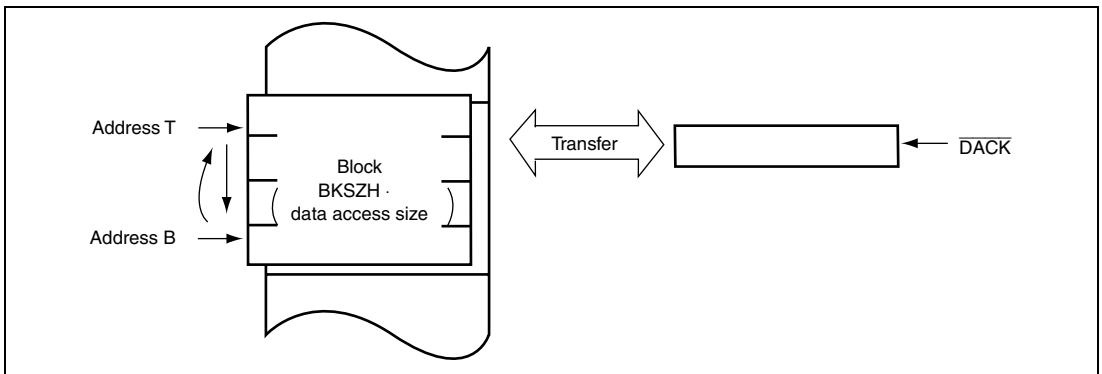 Address T
Block
BKSZH ·
data access size
Address B
Transfer
DACK